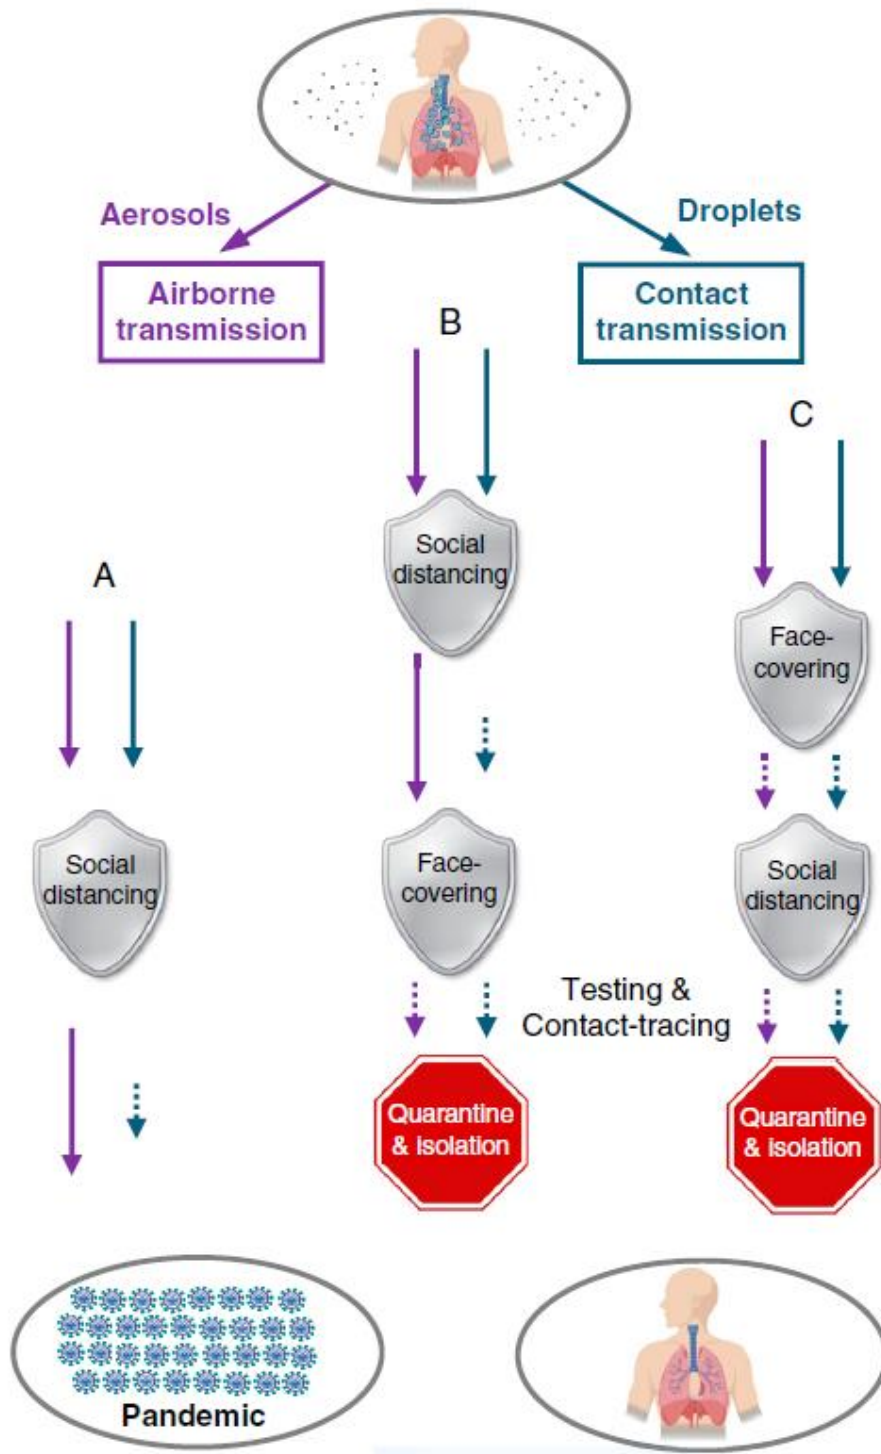 Aerosols
Droplets
Airborne
transmission
Contact
transmission
B
C
A
Social
distancing
Face-
covering
Social
distancing
Face-
covering
Social
distancing
Testing &
Contact-tracing
Quarantine
& isolation
Quarantine
& isolation
Pandemic